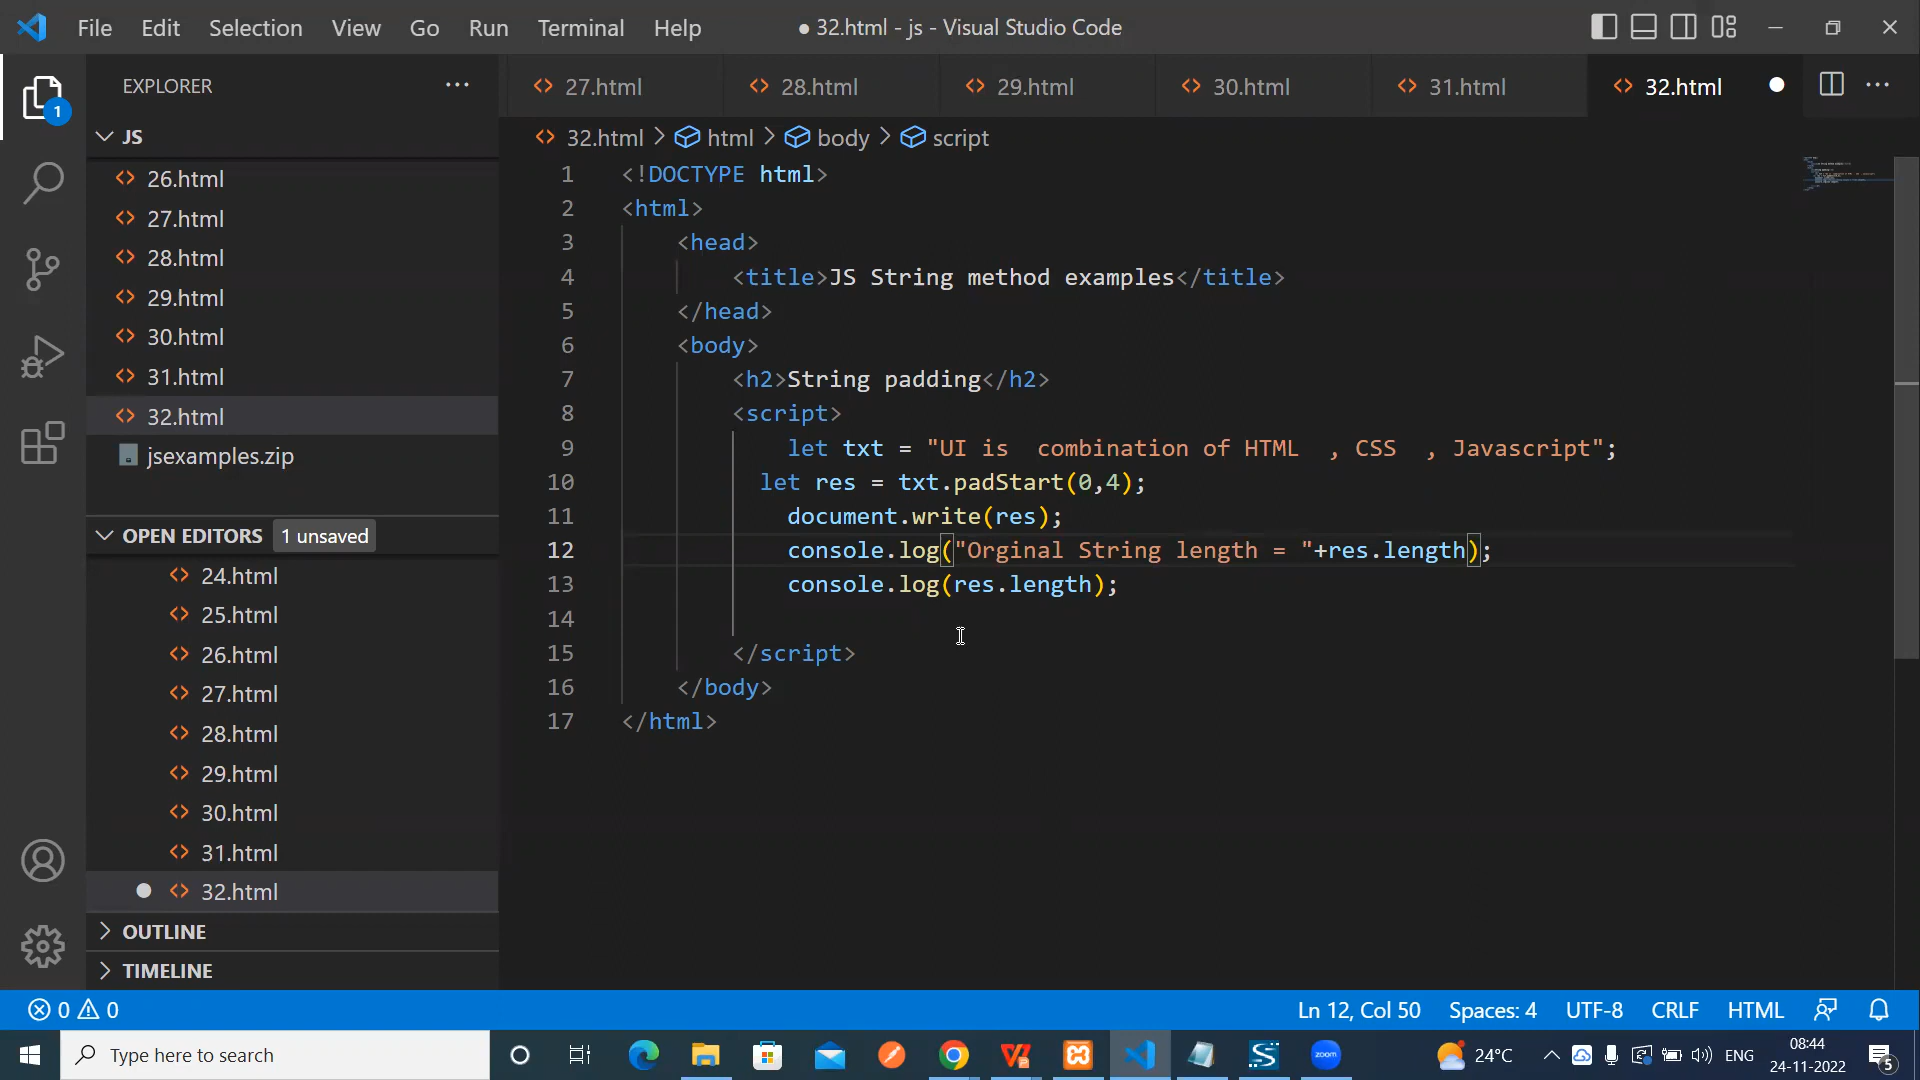 File Edit Selection View Go Run Terminal Help
● 32.html - js - Visual Studio Code
EXPLORER
1
JS
26.html
27.html
28.html
29.html
30.html
31.html
32.html
jsexamples.zip
OPEN EDITORS 1 unsaved
24.html
25.html
26.html
27.html
28.html
29.html
30.html
31.html
32.html
OUTLINE
TIMELINE
27.html 28.html 29.html 30.html 31.html 32.html
32.html > html > body > script
1 <!DOCTYPE html>
2 <html>
3 <head>
4 <title>JS String method examples</title>
5 </head>
6 <body>
7 <h2>String padding</h2>
8 <script>
9 let txt = "UI is  combination of HTML  , CSS  , Javascript";
10 let res = txt.padStart(0,4);
11 document.write(res);
12 console.log("Orginal String length = "+res.length);
13 console.log(res.length);
14
15 </script>
16 </body>
17 </html>
0 0
Ln 12, Col 50 Spaces: 4 UTF-8 CRLF HTML
Type here to search
zoom
24°C
ENG
08:44
24-11-2022
5